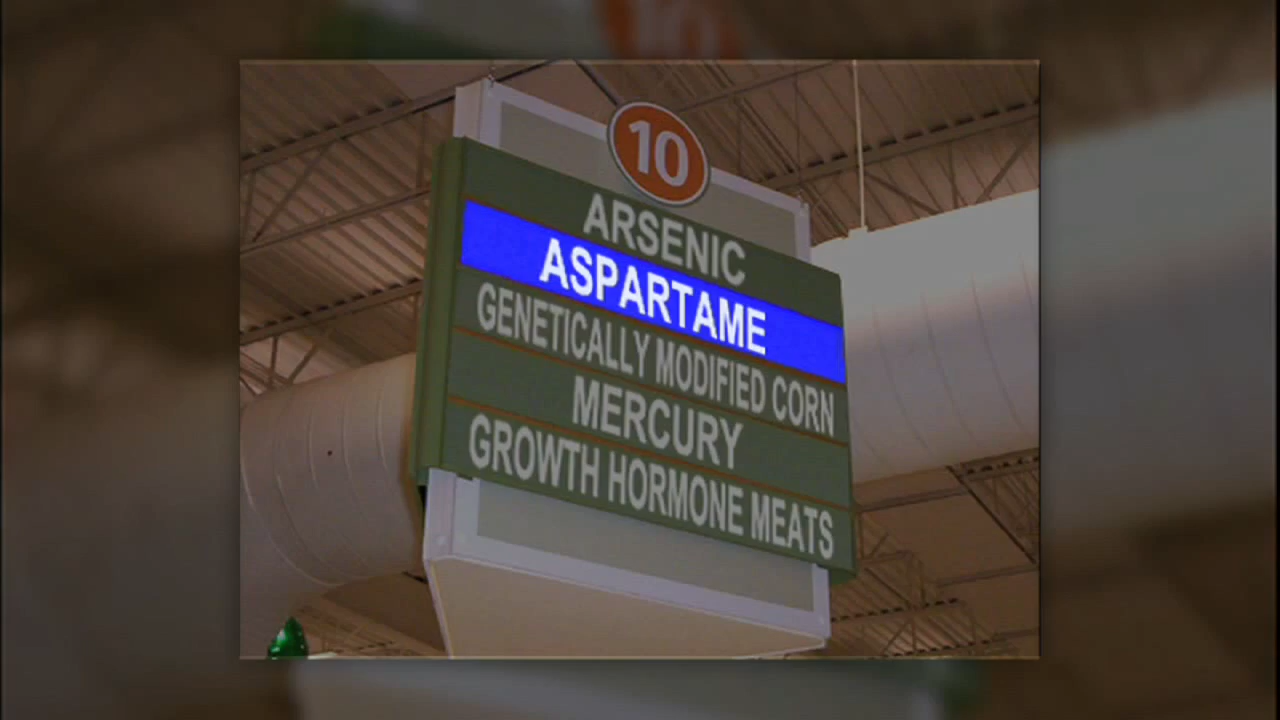 10
ARSENIC
ASPARTAME
GENETICALLY MODIFIED CORN
MERCURY
GROWTH HORMONE MEATS